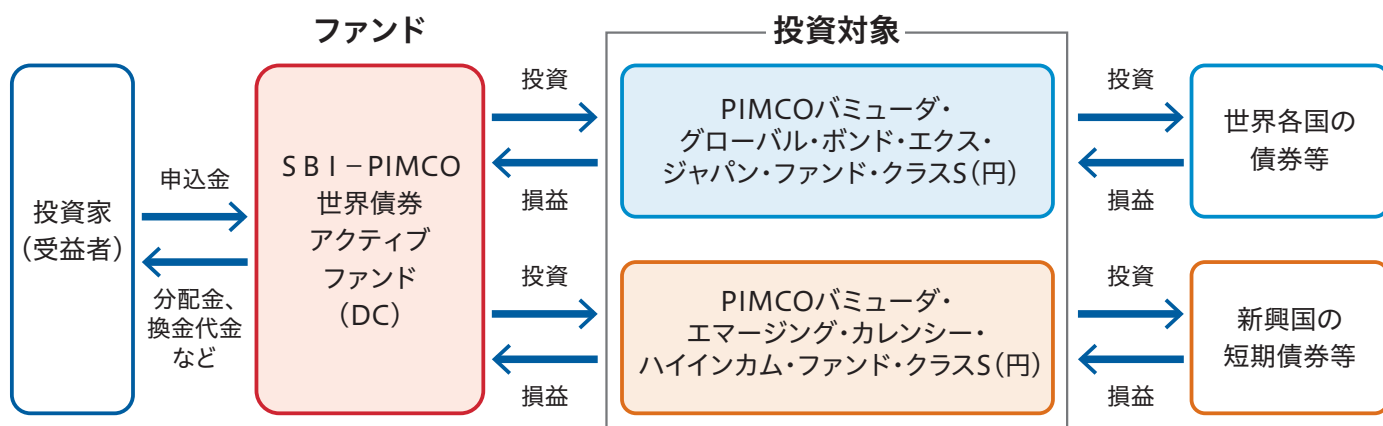 ファンド
投資対象
投資家
（受益者）
申込金
分配金、
換金代金
など
SBI－PIMCO
世界債券
アクティブ
ファンド
（DC）
投資
損益
投資
損益
PIMCOバミューダ・
グローバル・ボンド・エクス・
ジャパン・ファンド・クラスS（円）
PIMCOバミューダ・
エマージング・カレンシー・
ハイインカム・ファンド・クラスS（円）
投資
損益
投資
損益
世界各国の
債券等
新興国の
短期債券等